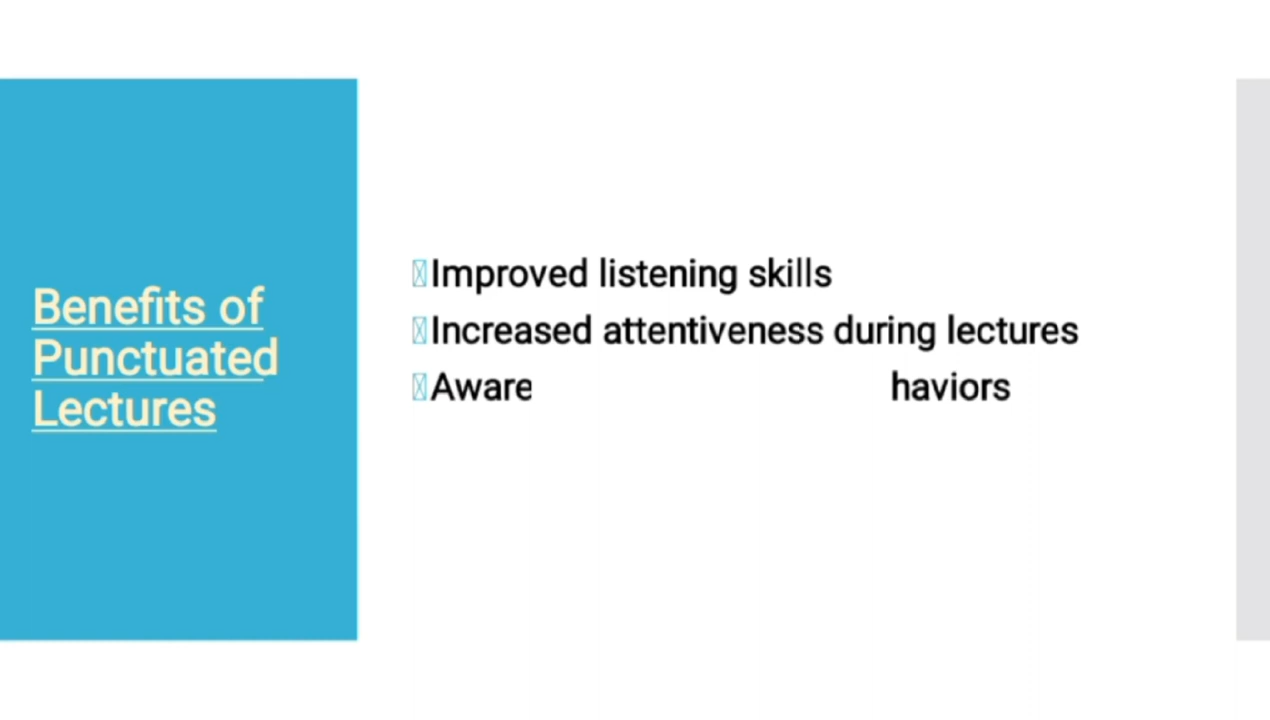 Benefits of
Punctuated
Lectures
Improved listening skills
Increased attentiveness during lectures
Aware haviors